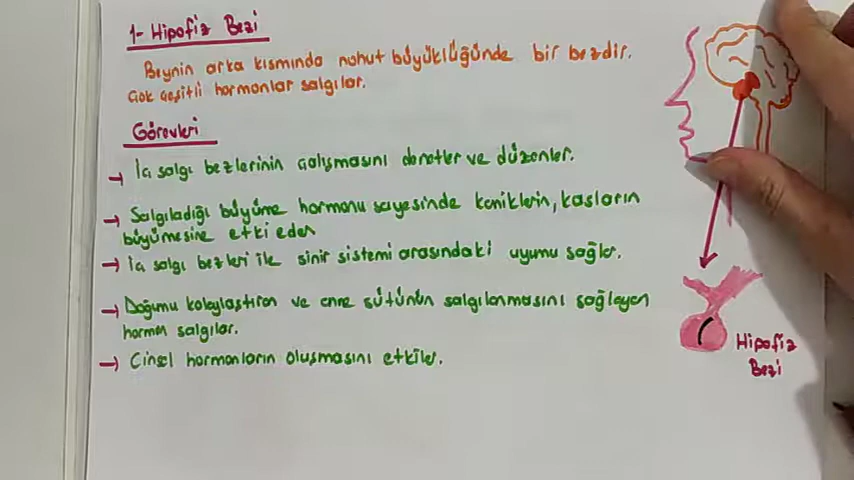 1- Hipofiz Bezi
Beynin arka kısmında nohut büyüklüğünde bir bezdir.
Çok çeşitli hormonlar salgılar.
Görevleri
→ İç salgı bezlerinin çalışmasını denetler ve düzenler.
→ Salgıladığı büyüme hormonu sayesinde kemiklerin, kasların
büyümesine etki eder
→ İç salgı bezleri ile sinir sistemi arasındaki uyumu sağlar.
→ Doğumu kolaylaştıran ve anne sütünün salgılanmasını sağlayan
hormon salgılar.
→ Cinsel hormonların oluşmasını etkiler.
Hipofiz
Bezi